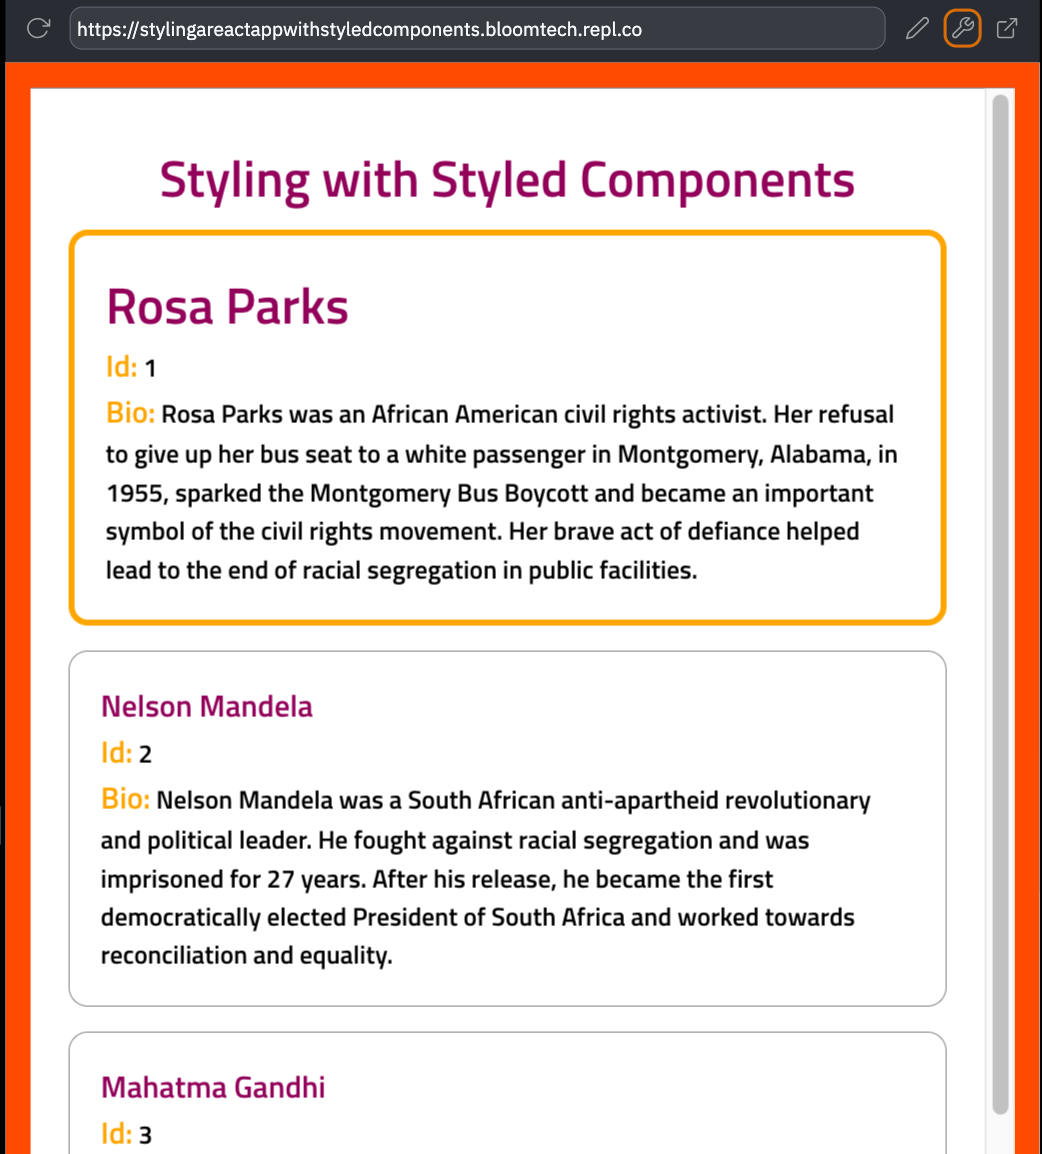 https://stylingareactappwithstyledcomponents.bloomtech.repl.co
Styling with Styled Components
Rosa Parks
Id: 1
Bio: Rosa Parks was an African American civil rights activist. Her refusal
to give up her bus seat to a white passenger in Montgomery, Alabama, in
1955, sparked the Montgomery Bus Boycott and became an important
symbol of the civil rights movement. Her brave act of defiance helped
lead to the end of racial segregation in public facilities.
Nelson Mandela
Id: 2
Bio: Nelson Mandela was a South African anti-apartheid revolutionary
and political leader. He fought against racial segregation and was
imprisoned for 27 years. After his release, he became the first
democratically elected President of South Africa and worked towards
reconciliation and equality.
Mahatma Gandhi
Id: 3